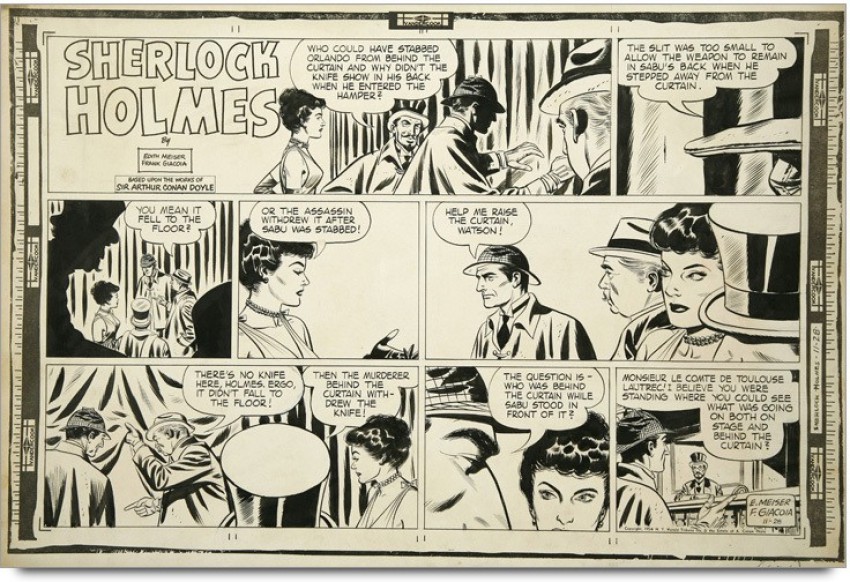 VANDERCOOK
SHERLOCK
HOLMES
By
EDITH MEISER
FRANK GIACOIA
BASED UPON THE WORKS OF
SIR ARTHUR CONAN DOYLE
WHO COULD HAVE STABBED
ORLANDO FROM BEHIND THE
CURTAIN AND WHY DIDN'T THE
KNIFE SHOW IN HIS BACK
WHEN HE ENTERED THE
HAMPER?
THE SLIT WAS TOO SMALL TO
ALLOW THE WEAPON TO REMAIN
IN SABU'S BACK WHEN HE
STEPPED AWAY FROM THE
CURTAIN.
YOU MEAN IT
FELL TO THE
FLOOR?
OR THE ASSASSIN
WITHDREW IT AFTER
SABU WAS STABBED!
HELP ME RAISE
THE CURTAIN,
WATSON!
THERE'S NO KNIFE
HERE, HOLMES. ERGO,
IT DIDN'T FALL TO
THE FLOOR!
THEN THE MURDERER
BEHIND THE
CURTAIN WITH-
DREW THE
KNIFE!
THE QUESTION IS -
WHO WAS BEHIND
THE CURTAIN WHILE
SABU STOOD IN
FRONT OF IT?
MONSIEUR LE COMTE DE TOULOUSE
LAUTREC! I BELIEVE YOU WERE
STANDING WHERE YOU COULD SEE
WHAT WAS GOING
ON BOTH ON
STAGE AND
BEHIND THE
CURTAIN?
E. MEISER
F. GIACOIA
11-28
SHERLOCK HOLMES - 11-28